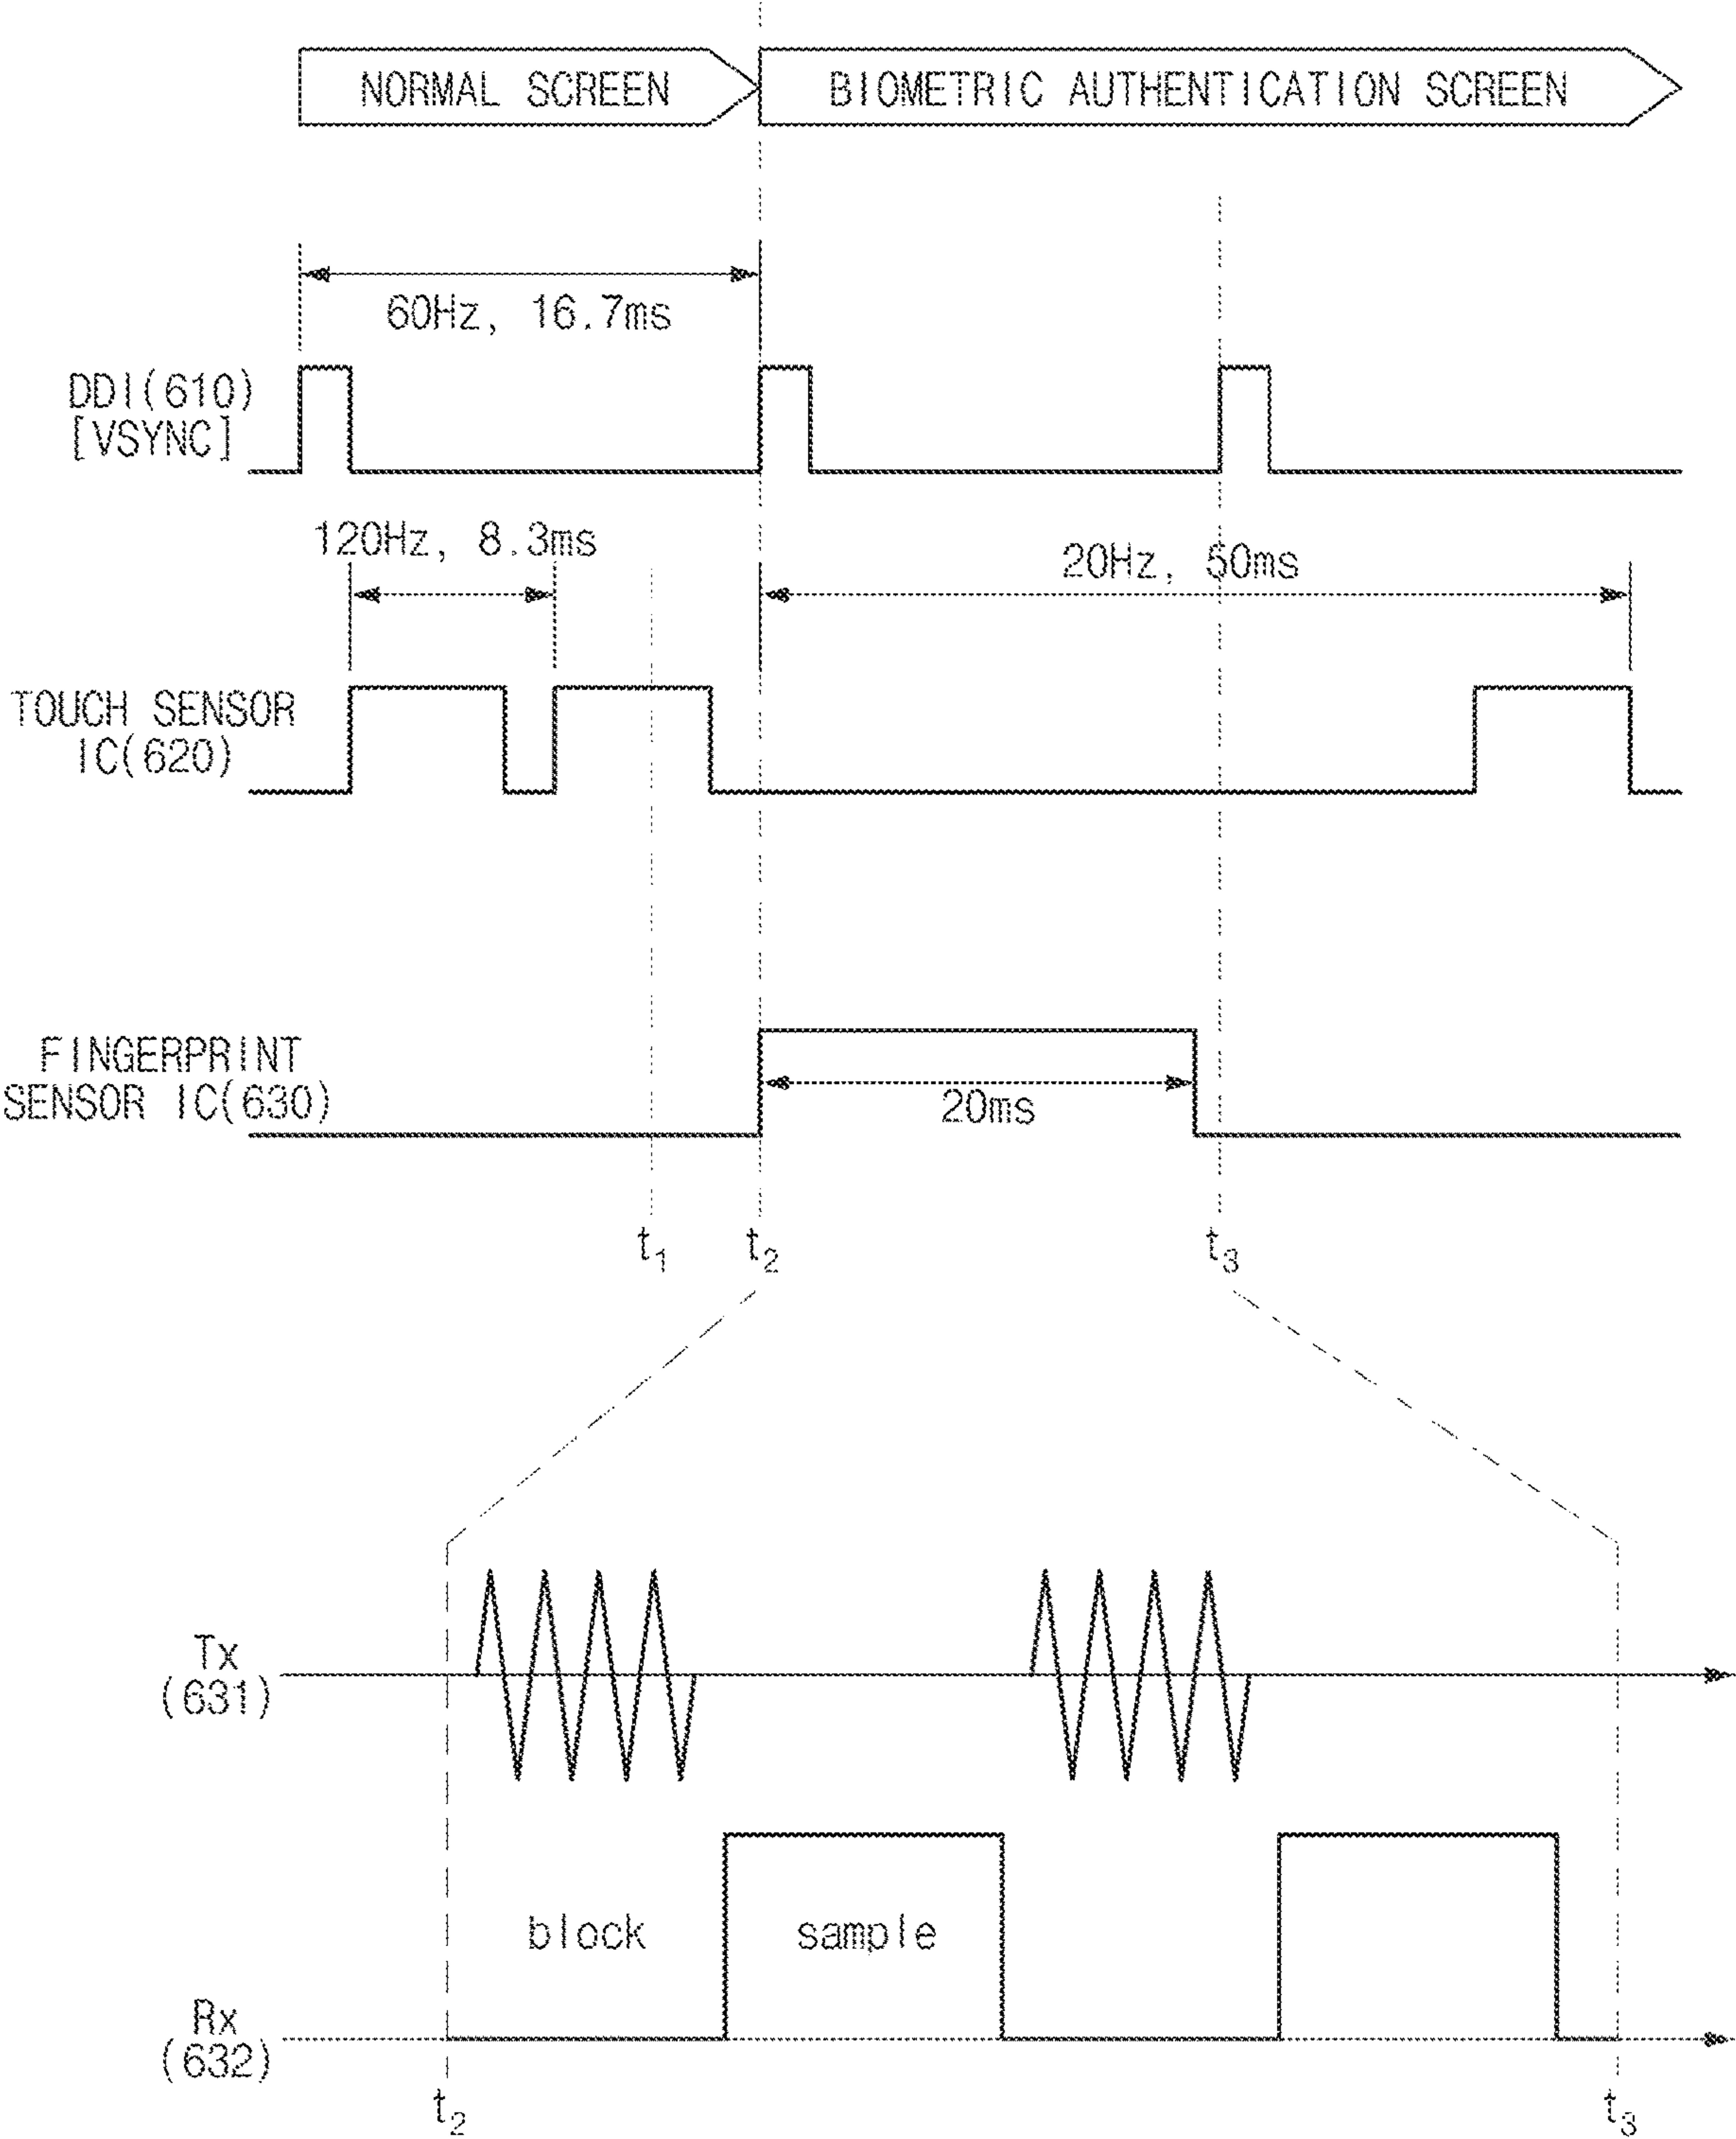 NORMAL SCREEN
BIOMETRIC AUTHENTICATION SCREEN
60Hz, 16.7ms
DDI(610)
[VSYNC]
120Hz, 8.3ms
20Hz, 50ms
TOUCH SENSOR
IC(620)
FINGERPRINT
SENSOR IC(630)
20ms
t1
t2
t3
Tx
(631)
block
sample
Rx
(632)
t2
t3